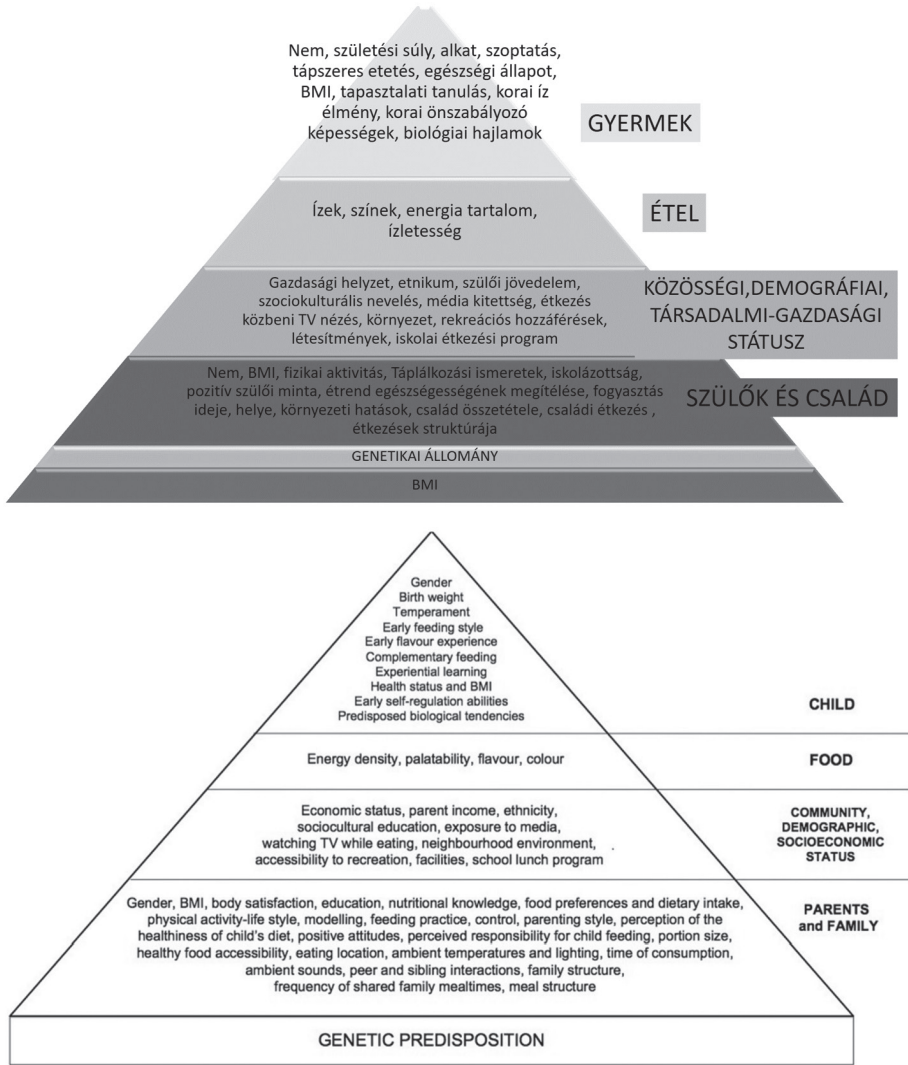 Nem, születési súly, alkat, szoptatás,
tápszeres etetés, egészségi állapot,
BMI, tapasztalati tanulás, korai íz
élmény, korai önszabályozó
képességek, biológiai hajlamok
GYERMEK
Ízek, színek, energia tartalom,
ízletesség
ÉTEL
Gazdasági helyzet, etnikum, szülői jövedelem,
szociokulturális nevelés, média kitettség, étkezés
közbeni TV nézés, környezet, rekreációs hozzáférések,
létesítmények, iskolai étkezési program
KÖZÖSSÉGI,DEMOGRÁFIAI,
TÁRSADALMI-GAZDASÁGI
STÁTUSZ
Nem, BMI, fizikai aktivitás, Táplálkozási ismeretek, iskolázottság,
pozitív szülői minta, étrend egészségességének megítélése, fogyasztás
ideje, helye, környezeti hatások, család összetétele, családi étkezés ,
étkezések struktúrája
SZÜLŐK ÉS CSALÁD
GENETIKAI ÁLLOMÁNY
BMI
Gender
Birth weight
Temperament
Early feeding style
Early flavour experience
Complementary feeding
Experiential learning
Health status and BMI
Early self-regulation abilities
Predisposed biological tendencies
CHILD
Energy density, palatability, flavour, colour
FOOD
Economic status, parent income, ethnicity,
sociocultural education, exposure to media,
watching TV while eating, neighbourhood environment,
accessibility to recreation, facilities, school lunch program
COMMUNITY,
DEMOGRAPHIC,
SOCIOECONOMIC
STATUS
Gender, BMI, body satisfaction, education, nutritional knowledge, food preferences and dietary intake,
physical activity-life style, modelling, feeding practice, control, parenting style, perception of the
healthiness of child's diet, positive attitudes, perceived responsibility for child feeding, portion size,
healthy food accessibility, eating location, ambient temperatures and lighting, time of consumption,
ambient sounds, peer and sibling interactions, family structure,
frequency of shared family mealtimes, meal structure
PARENTS
and FAMILY
GENETIC PREDISPOSITION